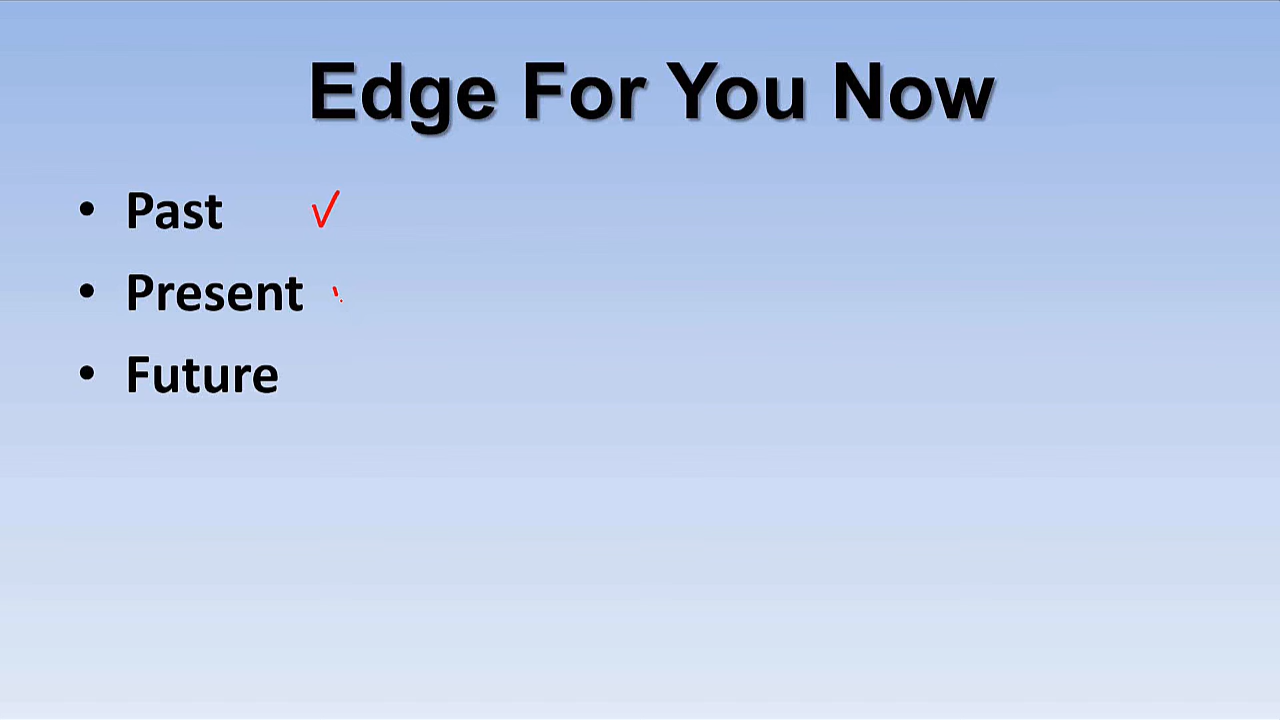 Edge For You Now
• Past ✓
• Present
• Future